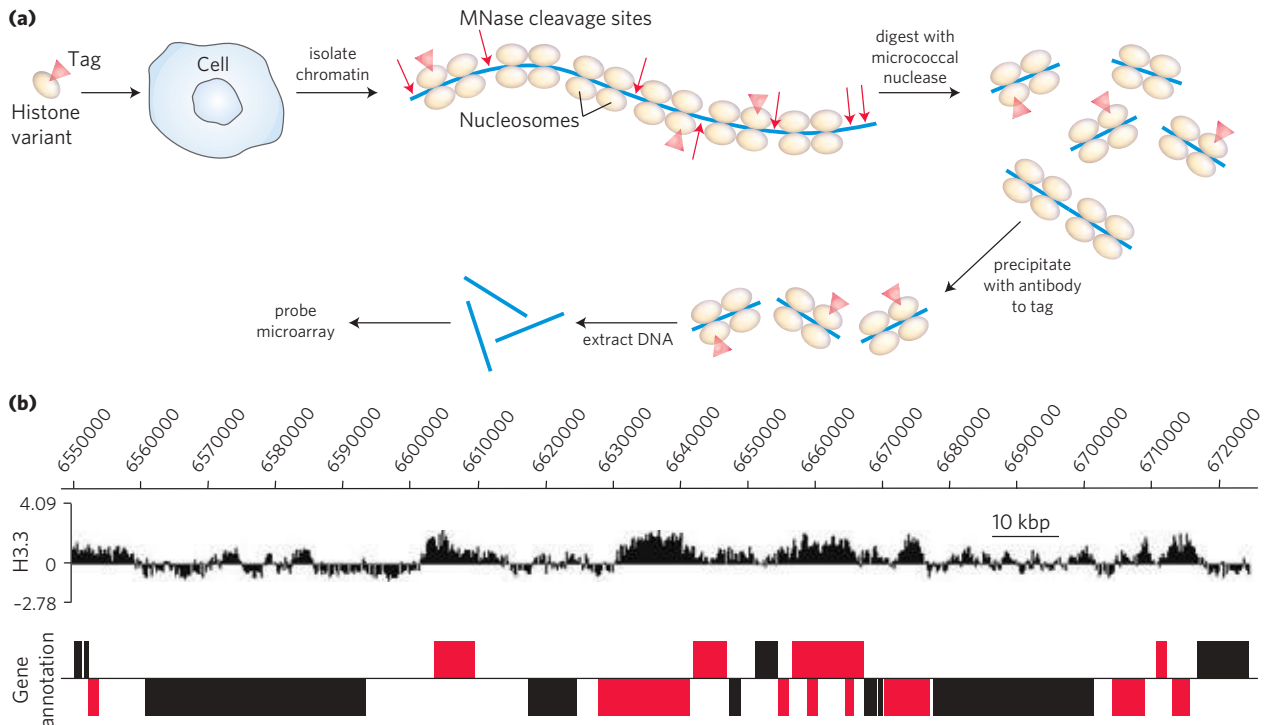 (a)
Tag
Histone
variant
Cell
isolate
chromatin
MNase cleavage sites
Nucleosomes
digest with
micrococcal
nuclease
precipitate
with antibody
to tag
extract DNA
probe
microarray
(b)
6550000
6560000
6570000
6580000
6590000
6600000
6610000
6620000
6630000
6640000
6650000
6660000
6670000
6680000
66900 00
6700000
6710000
6720000
4.09
H3.3
0
–2.78
10 kbp
Gene
annotation